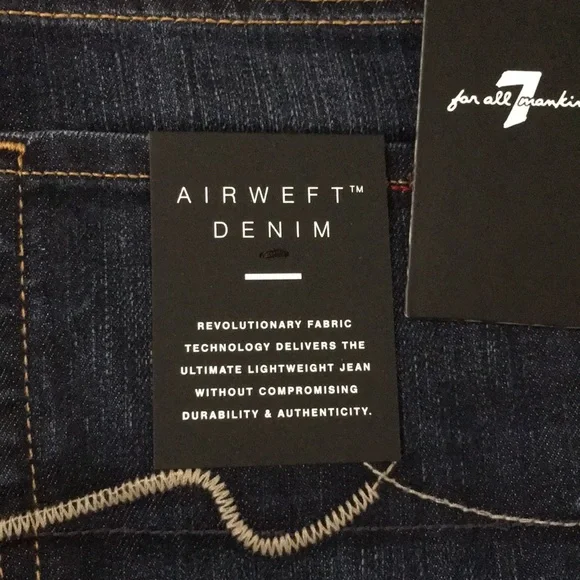 AIRWEFT™
DENIM
REVOLUTIONARY FABRIC
TECHNOLOGY DELIVERS THE
ULTIMATE LIGHTWEIGHT JEAN
WITHOUT COMPROMISING
DURABILITY & AUTHENTICITY.
for all 7 mankin